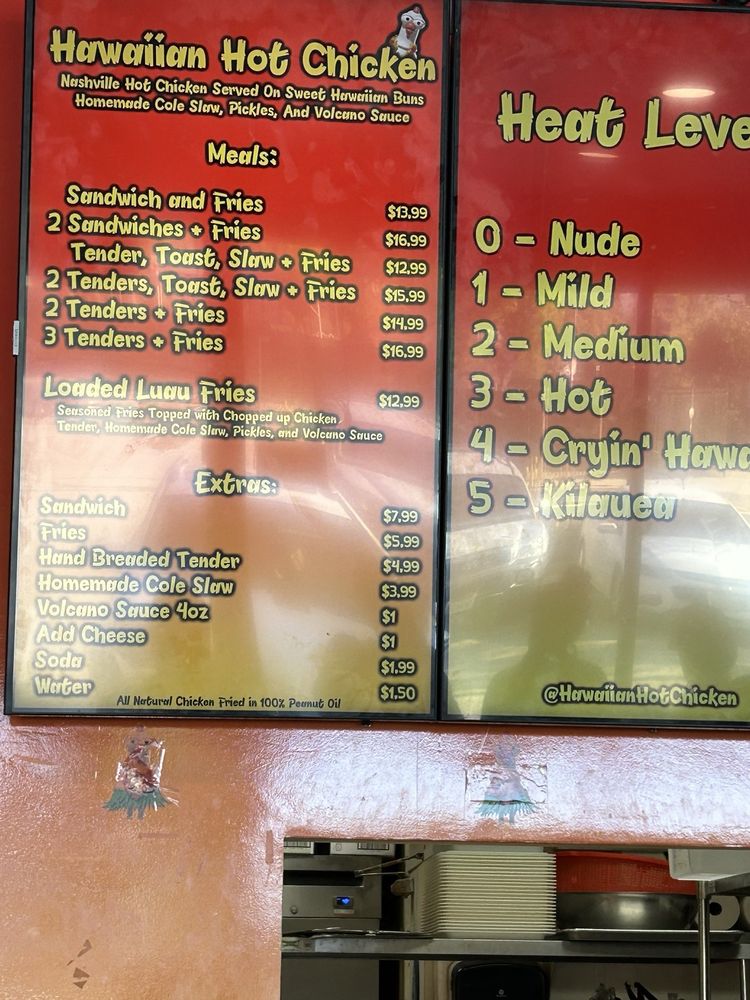 Hawaiian Hot Chicken
Nashville Hot Chicken Served On Sweet Hawaiian Buns
Homemade Cole Slaw, Pickles, And Volcano Sauce
Meals:
Sandwich and Fries $13,99
2 Sandwiches + Fries $16,99
Tender, Toast, Slaw + Fries $12,99
2 Tenders, Toast, Slaw + Fries $15,99
2 Tenders + Fries $14,99
3 Tenders + Fries $16,99
Loaded Luau Fries $12,99
Seasoned Fries Topped with Chopped up Chicken
Tender, Homemade Cole Slaw, Pickles, and Volcano Sauce
Extras:
Sandwich $7,99
Fries $5,99
Hand Breaded Tender $4,99
Homemade Cole Slaw $3,99
Volcano Sauce 4oz $1
Add Cheese $1
Soda $1,99
Water $1,50
All Natural Chicken Fried in 100% Peanut Oil
Heat Leve
0 - Nude
1 - Mild
2 - Medium
3 - Hot
4 - Cryin' Hawa
5 - Kilauea
@HawaiianHotChicken